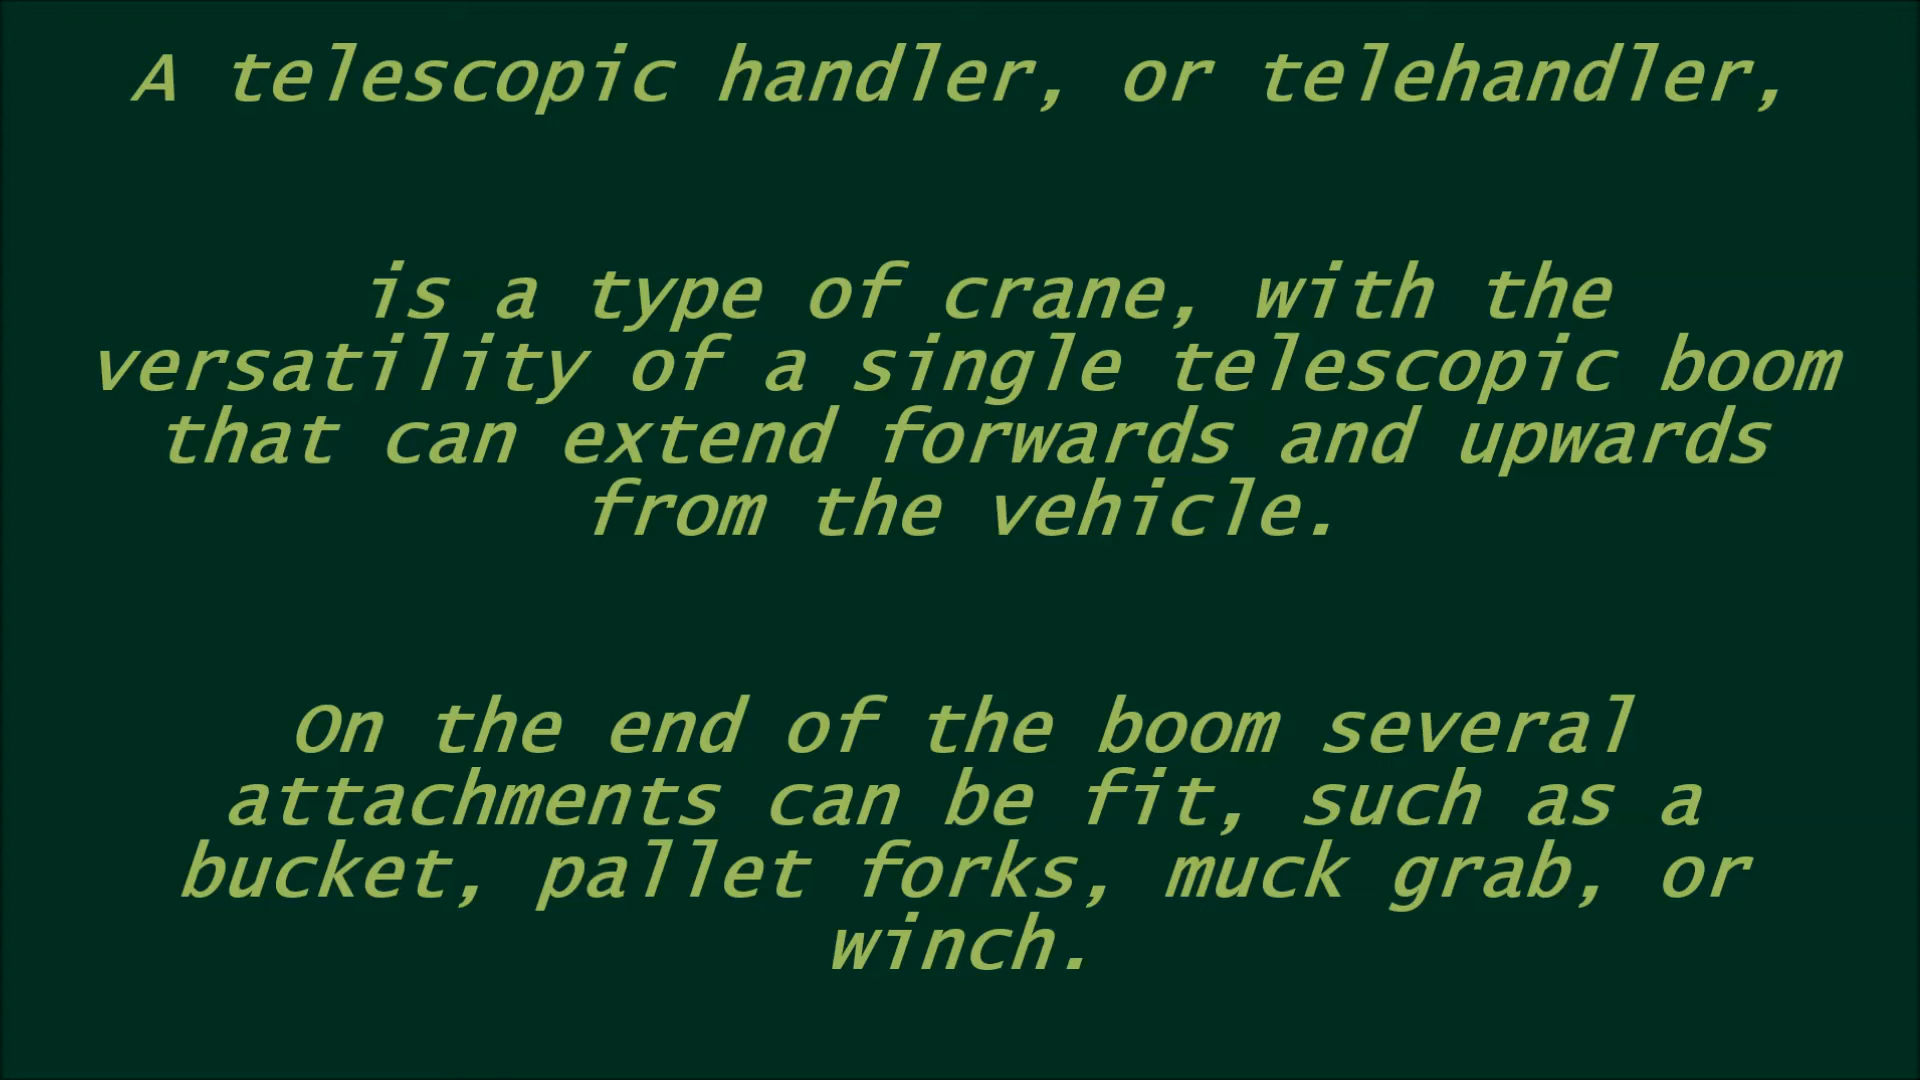 A telescopic handler, or telehandler,
is a type of crane, with the
versatility of a single telescopic boom
that can extend forwards and upwards
from the vehicle.
On the end of the boom several
attachments can be fit, such as a
bucket, pallet forks, muck grab, or
winch.